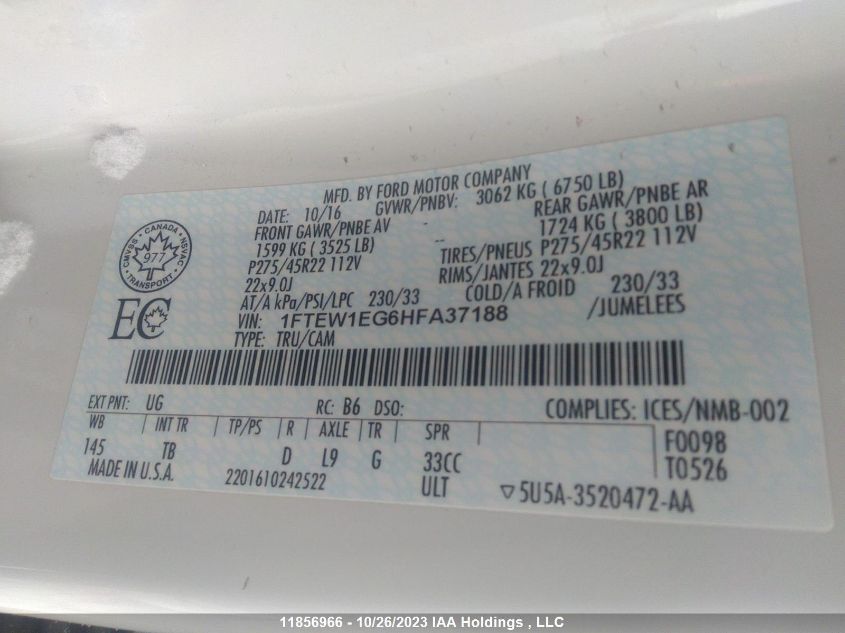 MFD. BY FORD MOTOR COMPANY
DATE: 10/16 GVWR/PNBV: 3062 KG ( 6750 LB)
FRONT GAWR/PNBE AV -- REAR GAWR/PNBE AR
1599 KG ( 3525 LB) 1724 KG ( 3800 LB)
P275/45R22 112V TIRES/PNEUS P275/45R22 112V
22x9.0J RIMS/JANTES 22x9.0J
AT/A kPa/PSI/LPC 230/33 COLD/A FROID 230/33
VIN: 1FTEW1EG6HFA37188 /JUMELEES
TYPE: TRU/CAM
CMVSS · CANADA · NSVAC
977
· TRANSPORT ·
EC
EXT PNT: UG RC: B6 DSO: COMPLIES: ICES/NMB-002
WB INT TR TP/PS R AXLE TR SPR F0098
145 TB D L9 G 33CC T0526
MADE IN U.S.A. 2201610242522 ULT ▽5U5A-3520472-AA
11856966 - 10/26/2023 IAA Holdings , LLC